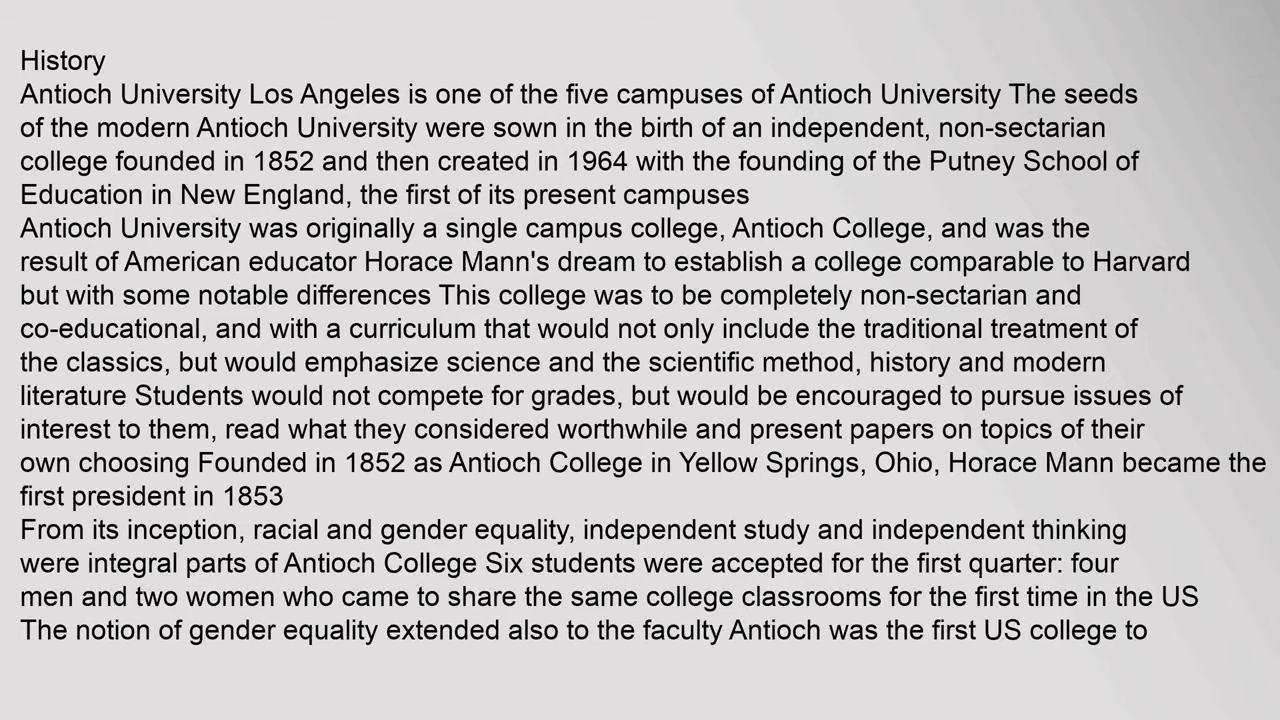 History
Antioch University Los Angeles is one of the five campuses of Antioch University The seeds
of the modern Antioch University were sown in the birth of an independent, non-sectarian
college founded in 1852 and then created in 1964 with the founding of the Putney School of
Education in New England, the first of its present campuses
Antioch University was originally a single campus college, Antioch College, and was the
result of American educator Horace Mann's dream to establish a college comparable to Harvard
but with some notable differences This college was to be completely non-sectarian and
co-educational, and with a curriculum that would not only include the traditional treatment of
the classics, but would emphasize science and the scientific method, history and modern
literature Students would not compete for grades, but would be encouraged to pursue issues of
interest to them, read what they considered worthwhile and present papers on topics of their
own choosing Founded in 1852 as Antioch College in Yellow Springs, Ohio, Horace Mann became the
first president in 1853
From its inception, racial and gender equality, independent study and independent thinking
were integral parts of Antioch College Six students were accepted for the first quarter: four
men and two women who came to share the same college classrooms for the first time in the US
The notion of gender equality extended also to the faculty Antioch was the first US college to